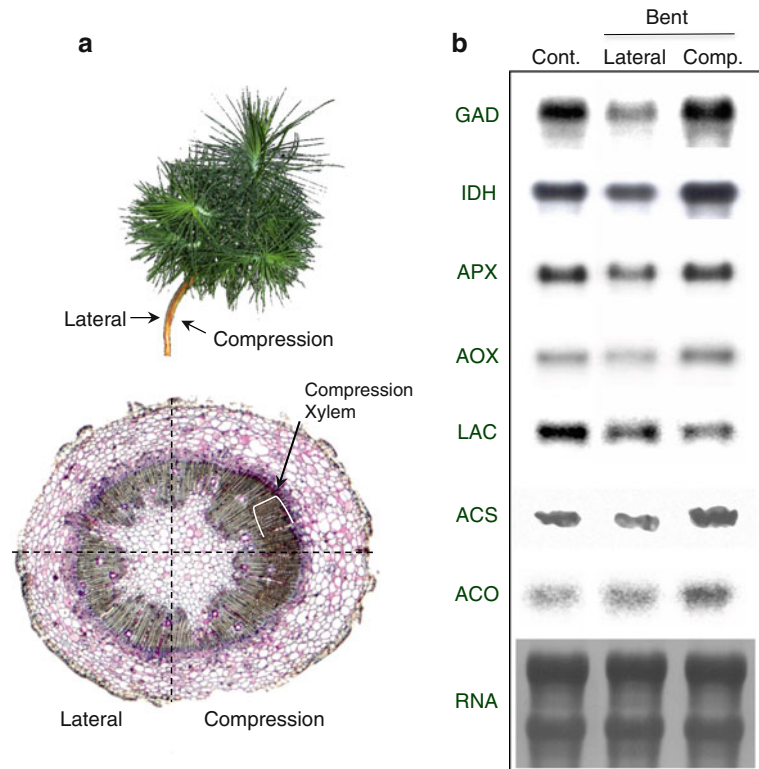 a
Lateral
Compression
Compression
Xylem
Lateral
Compression
b
Bent
Cont. Lateral Comp.
GAD
IDH
APX
AOX
LAC
ACS
ACO
RNA